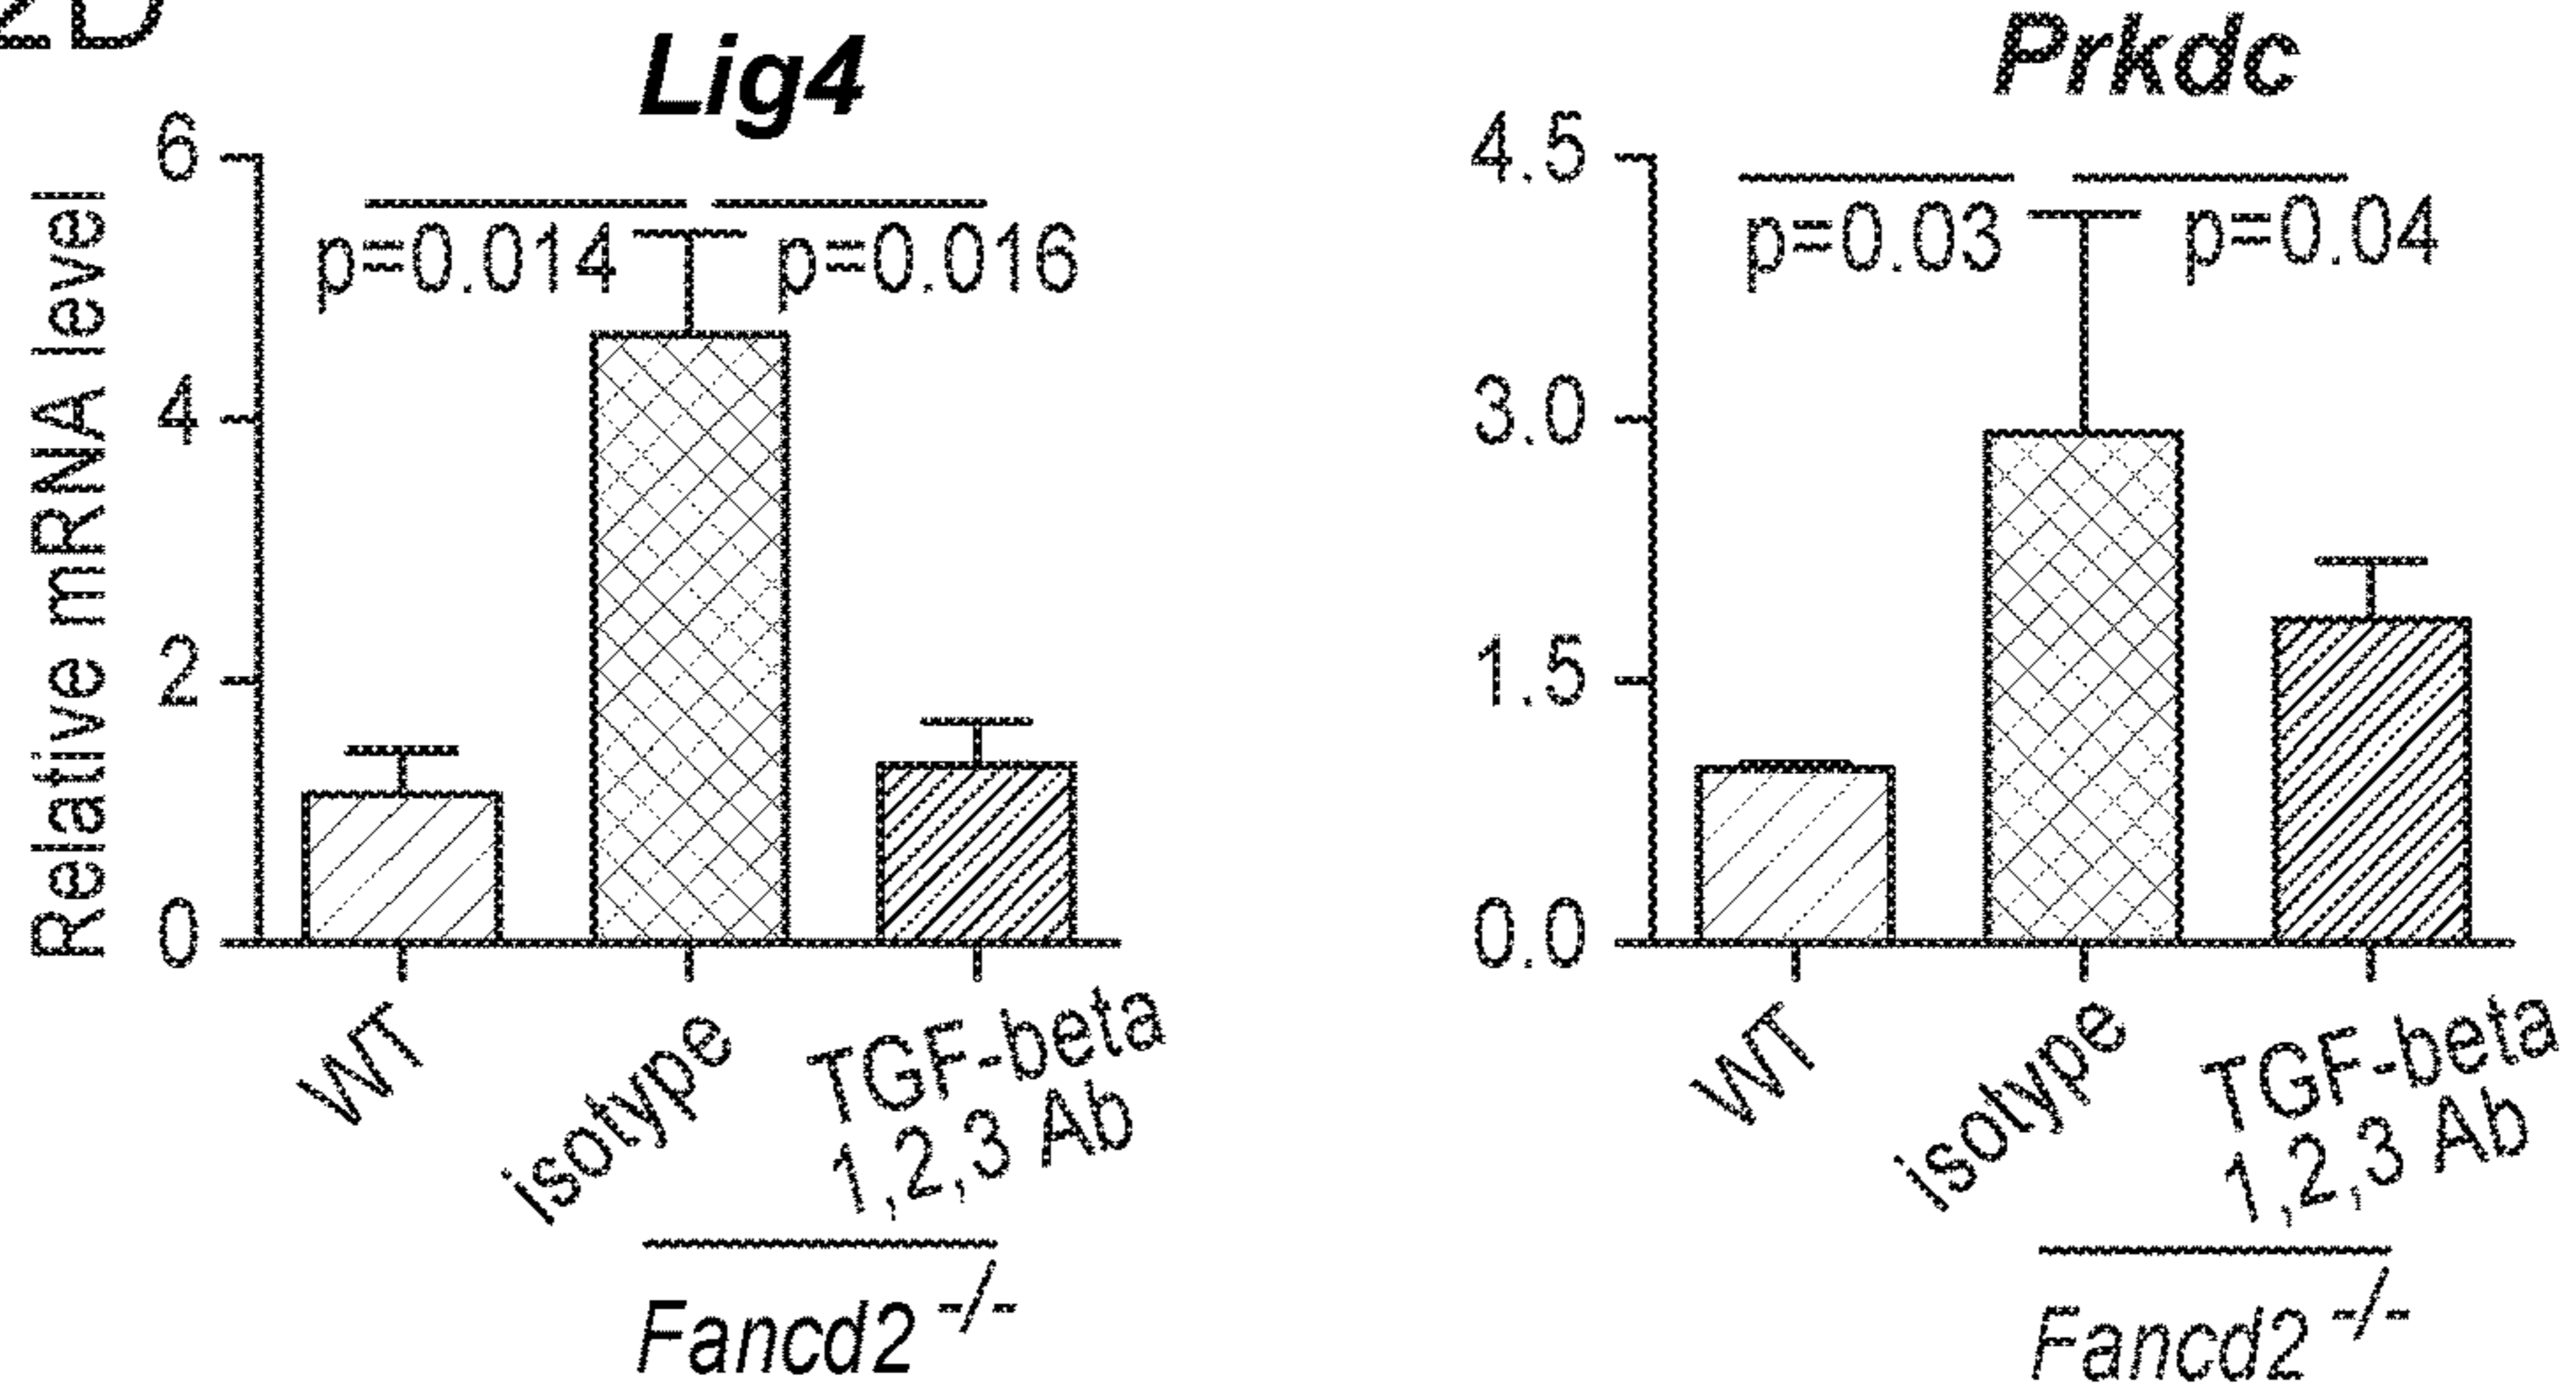 2D
Lig4
Relative mRNA level
6
4
2
0
p=0.014
p=0.016
WT
isotype
TGF-beta
1,2,3 Ab
Fancd2 -/-
Prkdc
4.5
3.0
1.5
0.0
p=0.03
p=0.04
WT
isotype
TGF-beta
1,2,3 Ab
Fancd2 -/-